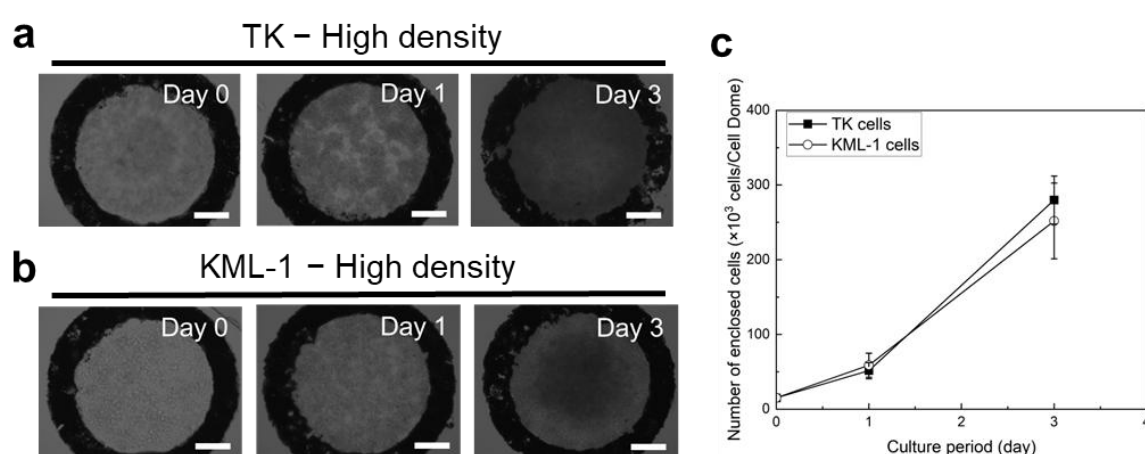 a
TK − High density
Day 0
Day 1
Day 3
b
KML-1 − High density
Day 0
Day 1
Day 3
c
Number of enclosed cells (×10³ cells/Cell Dome)
400
300
200
100
0
TK cells
KML-1 cells
0
1
2
3
4
Culture period (day)